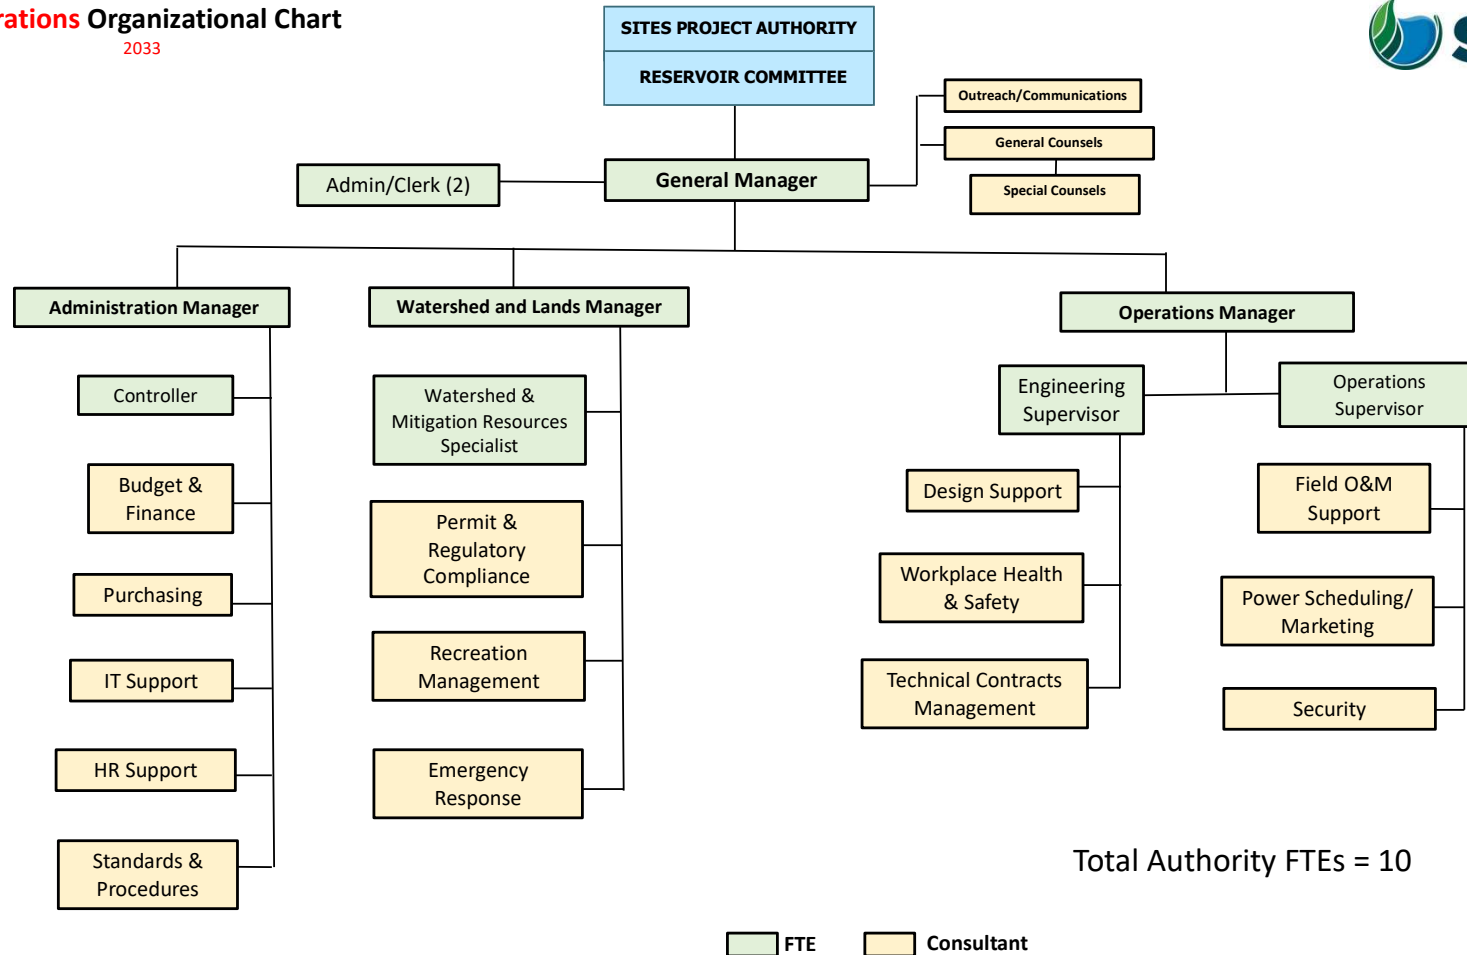 Organizational Chart
2033
SITES PROJECT AUTHORITY
RESERVOIR COMMITTEE
Outreach/Communications
General Counsels
Special Counsels
Admin/Clerk (2)
General Manager
Administration Manager
Watershed and Lands Manager
Operations Manager
Controller
Budget &
Finance
Purchasing
IT Support
HR Support
Standards &
Procedures
Watershed &
Mitigation Resources
Specialist
Permit &
Regulatory
Compliance
Recreation
Management
Emergency
Response
Engineering
Supervisor
Design Support
Workplace Health
& Safety
Technical Contracts
Management
Operations
Supervisor
Field O&M
Support
Power Scheduling/
Marketing
Security
Total Authority FTEs = 10
FTE
Consultant